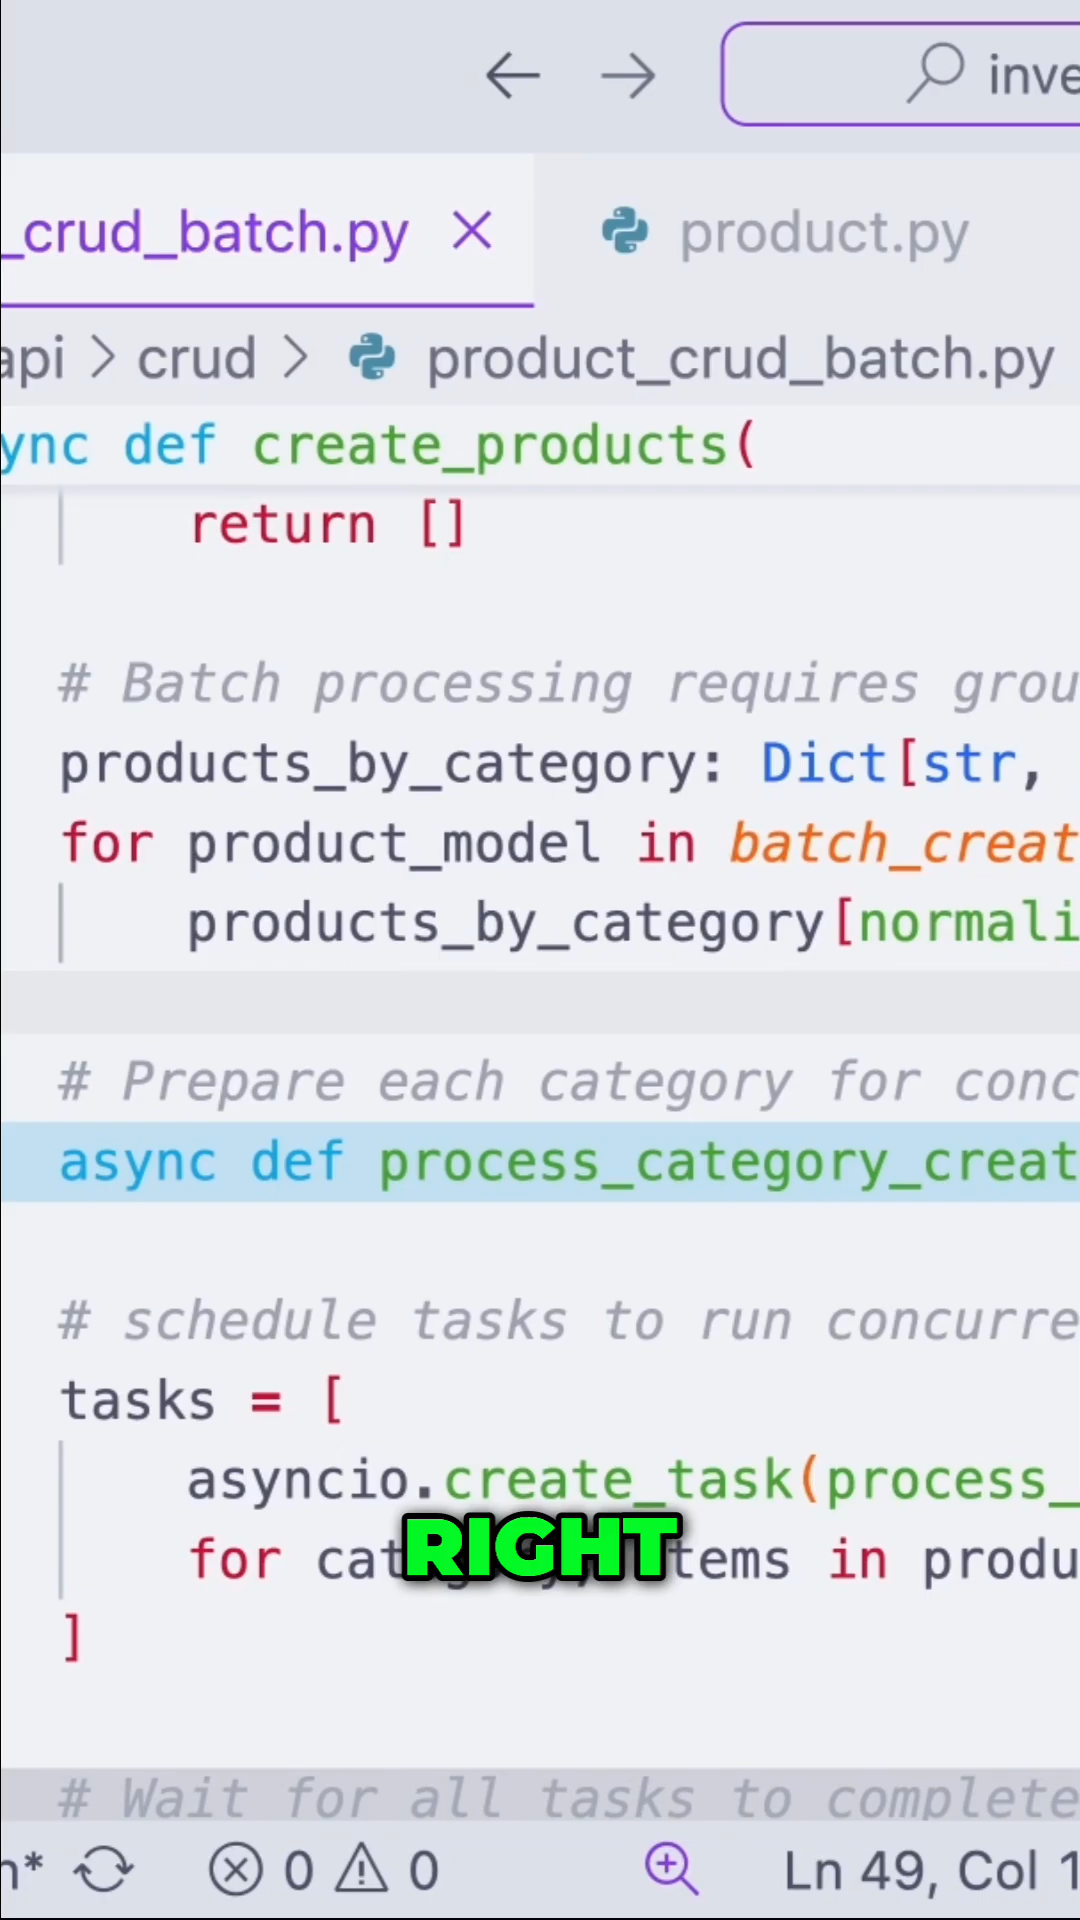 inve
_crud_batch.py
product.py
api > crud > product_crud_batch.py
ync def create_products(
return []
# Batch processing requires grou
products_by_category: Dict[str,
for product_model in batch_creat
products_by_category[normali
# Prepare each category for conc
async def process_category_creat
# schedule tasks to run concurre
tasks = [
asyncio.create_task(process_
for cat tems in produ
RIGHT
]
# Wait for all tasks to complete
n* 0 0 Ln 49, Col 1